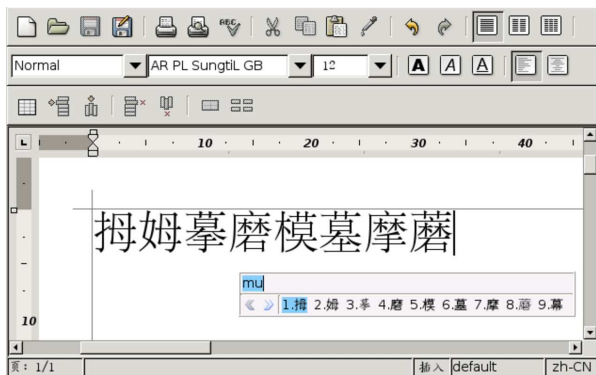 ABC
Normal
AR PL SungtiL GB
12
A A A
10 20 30 40
拇姆摹磨模墓摩蘑
mu
1.拇 2.姆 3.摹 4.磨 5.模 6.墓 7.摩 8.蘑 9.幕
10
页: 1/1
插入 default zh-CN